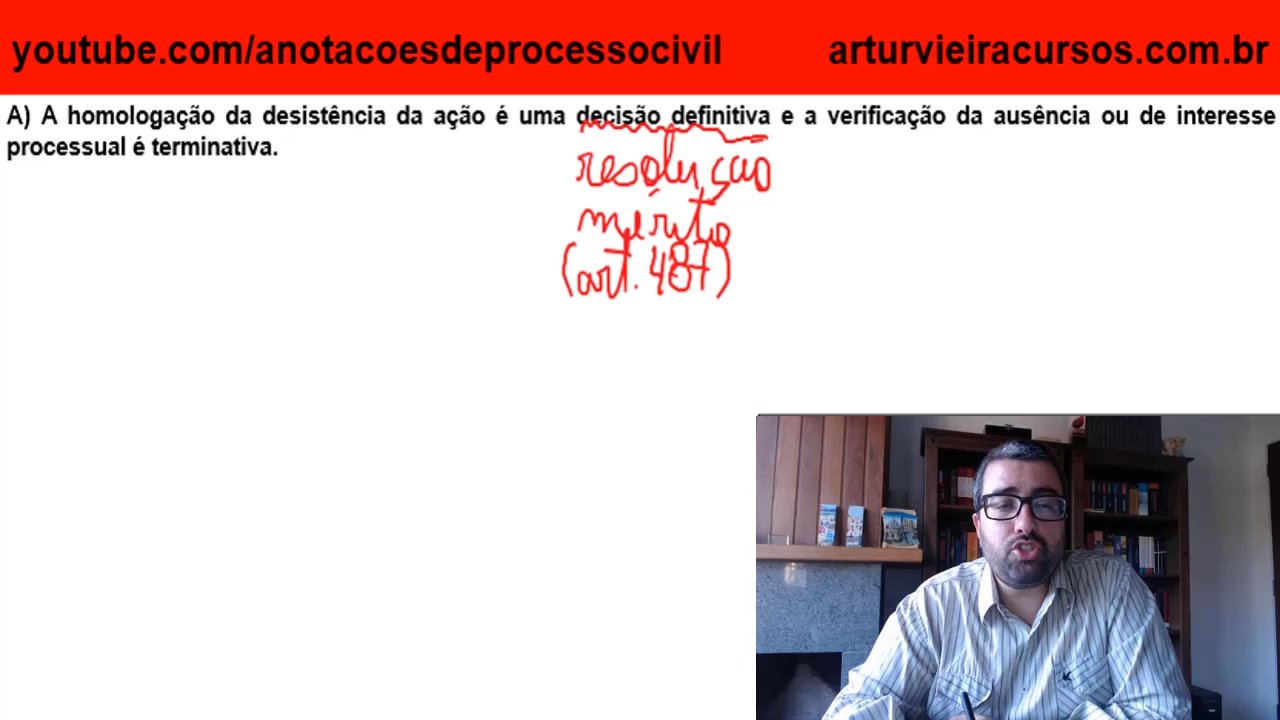 youtube.com/anotacoesdeprocessocivil arturvieiracursos.com.br
A) A homologação da desistência da ação é uma decisão definitiva e a verificação da ausência ou de interesse
processual é terminativa.
resolução
mérito
(art. 487)